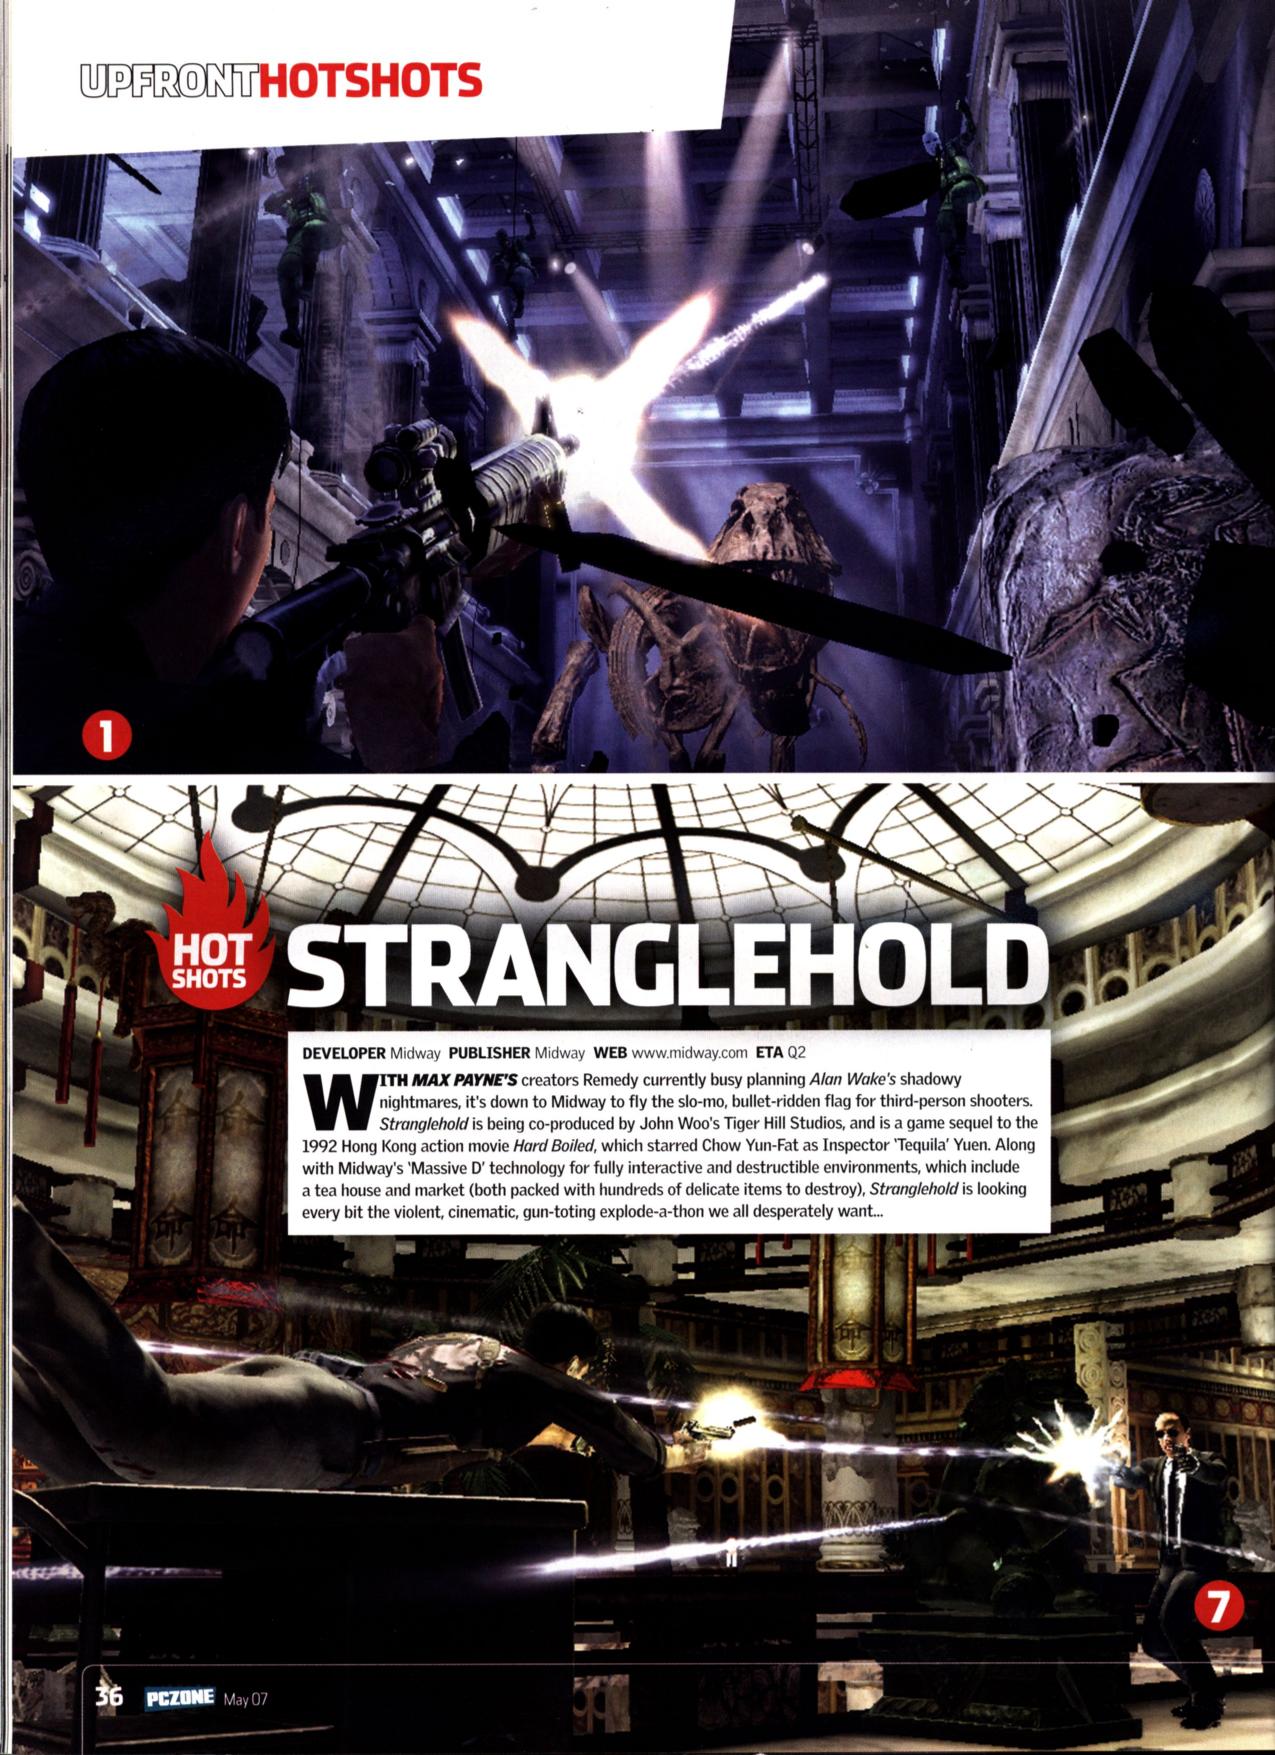 UPFRONTHOTSHOTS
1
HOT
SHOTS
STRANGLEHOLD
DEVELOPER Midway PUBLISHER Midway WEB www.midway.com ETA Q2
WITH MAX PAYNE'S creators Remedy currently busy planning Alan Wake's shadowy
nightmares, it's down to Midway to fly the slo-mo, bullet-ridden flag for third-person shooters.
Stranglehold is being co-produced by John Woo's Tiger Hill Studios, and is a game sequel to the
1992 Hong Kong action movie Hard Boiled, which starred Chow Yun-Fat as Inspector 'Tequila' Yuen. Along
with Midway's 'Massive D' technology for fully interactive and destructible environments, which include
a tea house and market (both packed with hundreds of delicate items to destroy), Stranglehold is looking
every bit the violent, cinematic, gun-toting explode-a-thon we all desperately want...
7
36 PCZONE May 07